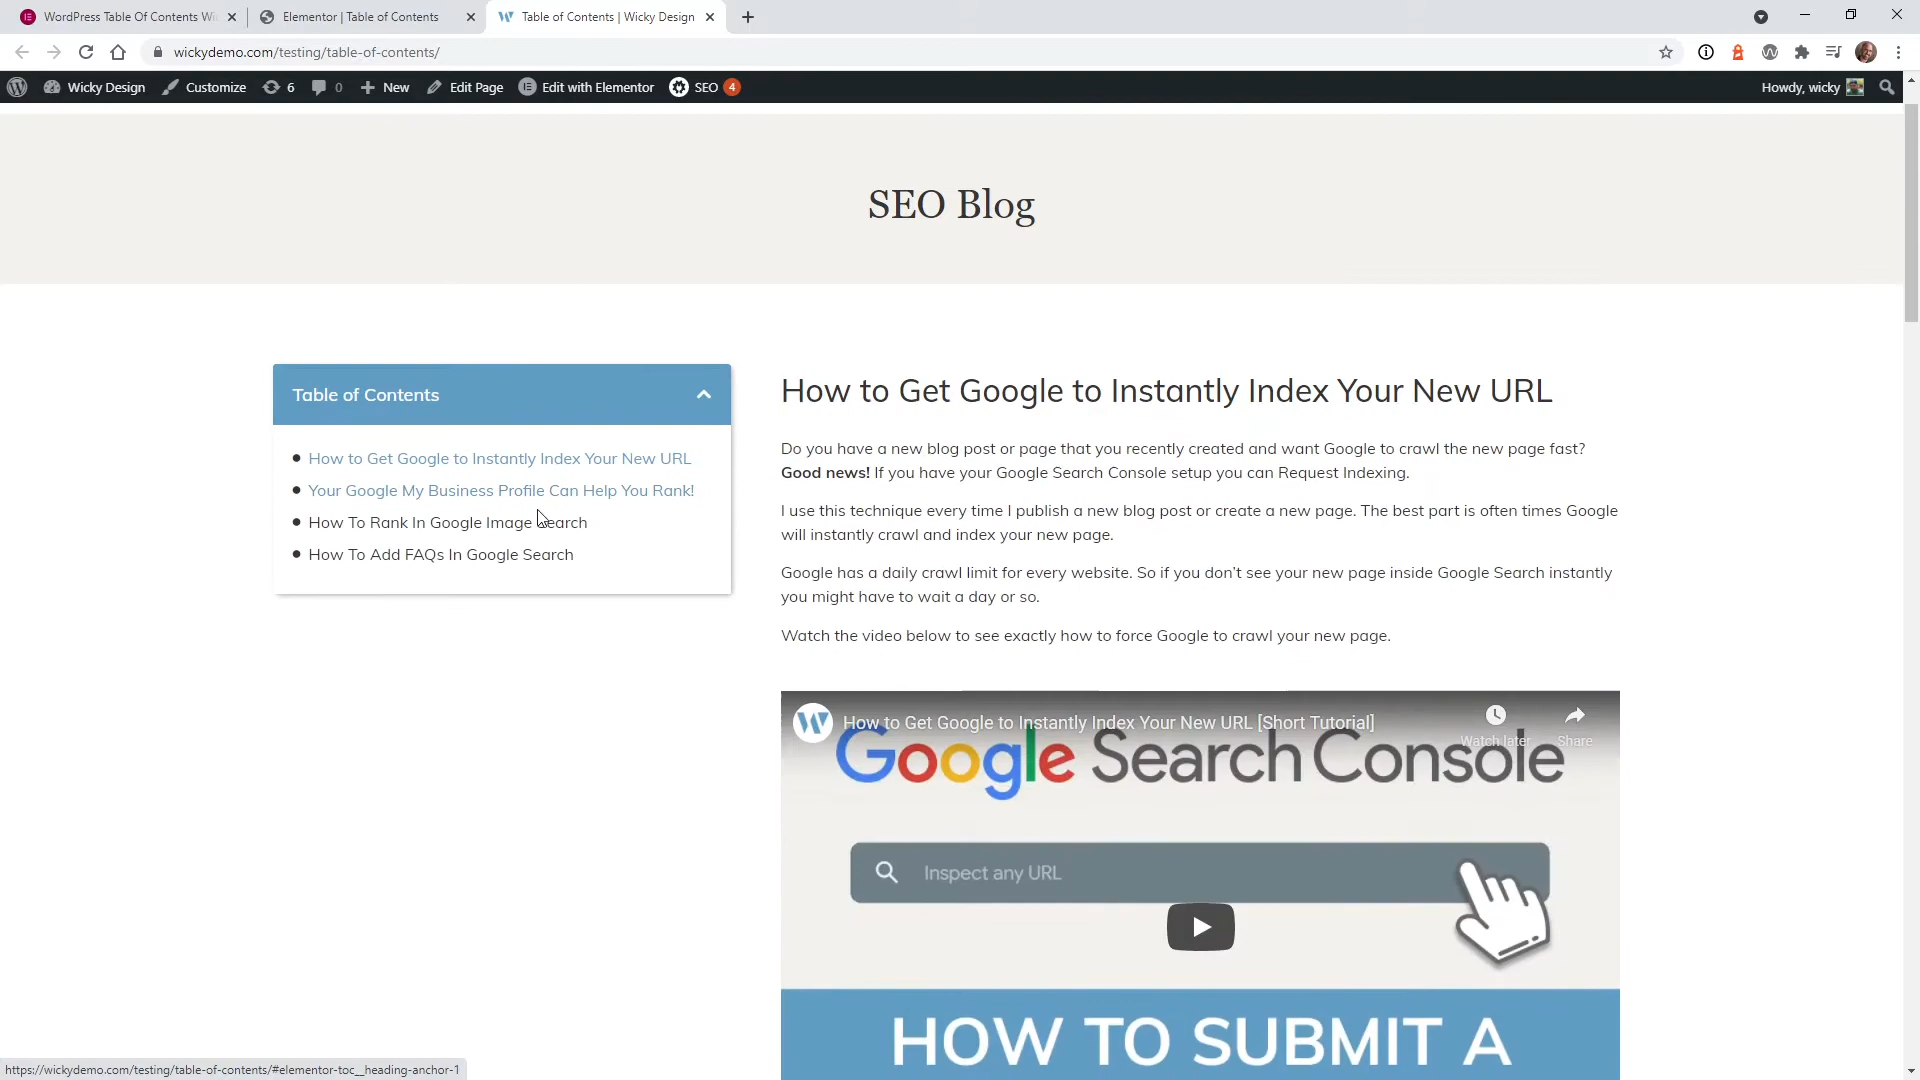 WordPress Table Of Contents Wi
Elementor | Table of Contents
Table of Contents | Wicky Design
wickydemo.com/testing/table-of-contents/
Wicky Design
Customize
6
0
New
Edit Page
Edit with Elementor
SEO 4
Howdy, wicky
SEO Blog
Table of Contents
How to Get Google to Instantly Index Your New URL
Your Google My Business Profile Can Help You Rank!
How To Rank In Google Image Search
How To Add FAQs In Google Search
How to Get Google to Instantly Index Your New URL
Do you have a new blog post or page that you recently created and want Google to crawl the new page fast?
Good news! If you have your Google Search Console setup you can Request Indexing.
I use this technique every time I publish a new blog post or create a new page. The best part is often times Google
will instantly crawl and index your new page.
Google has a daily crawl limit for every website. So if you don't see your new page inside Google Search instantly
you might have to wait a day or so.
Watch the video below to see exactly how to force Google to crawl your new page.
How to Get Google to Instantly Index Your New URL [Short Tutorial]
Watch later
Share
Google Search Console
Inspect any URL
HOW TO SUBMIT A
https://wickydemo.com/testing/table-of-contents/#elementor-toc__heading-anchor-1